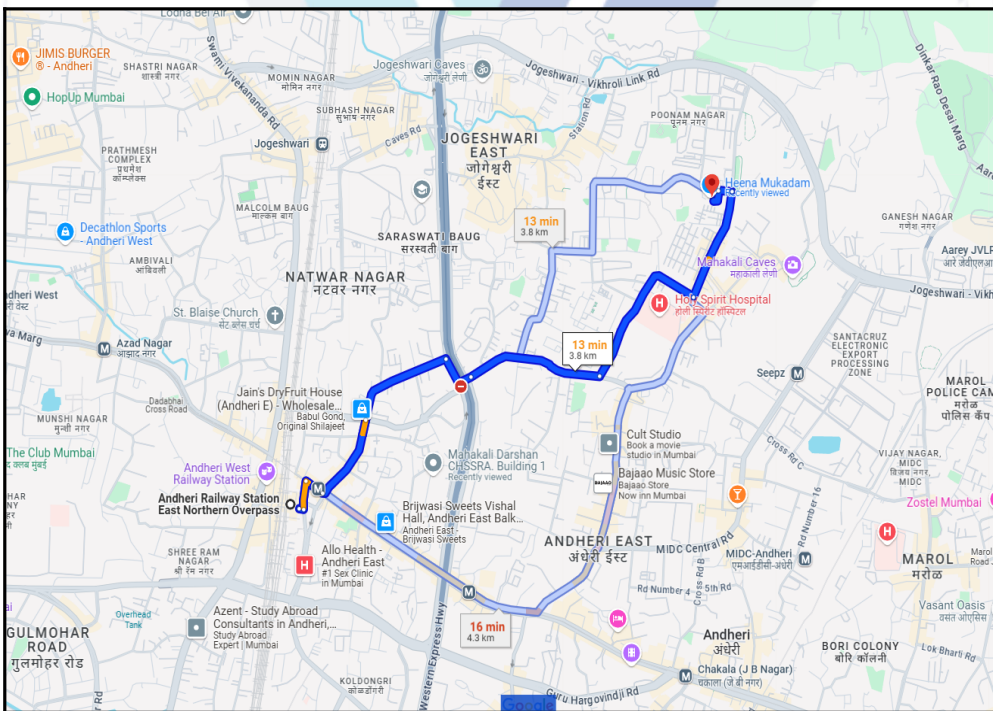 Lodha Bel Air
JIMIS BURGER
® - Andheri
SHASTRI NAGAR
शास्त्री नगर
HopUp Mumbai
Swami Vivekananda Rd
MOMIN NAGAR
मोमिन नगर
Jogeshwari Caves
जोगेश्वरी लेणी
Jogeshwari - Vikhroli Link Rd
Dinkar Rao Desai Marg
SUBHASH NAGAR
सुभाष नगर
Caves Rd
Station Rd
POONAM NAGAR
पूनम नगर
Jogeshwari
JOGESHWARI
EAST
जोगेश्वरी
ईस्ट
PRATHMESH
COMPLEX
प्रथमेश
कॉम्प्लेक्स
Heena Mukadam
Recently viewed
MALCOLM BAUG
माल्कम बाग
13 min
3.8 km
GANESH NAGAR
गणेश नगर
Decathlon Sports
- Andheri West
SARASWATI BAUG
सरस्वती बाग
Aarey JVLR
AMBIVALI
आंबिवली
NATWAR NAGAR
नटवर नगर
Mahakali Caves
महाकाली लेणी
Jogeshwari - Vikh
ndheri West
St. Blaise Church
सेंट ब्लेस चर्च
Holy Spirit Hospital
होली स्पिरीट हॉस्पिटल
va Marg
Azad Nagar
आझाद नगर
13 min
3.8 km
SANTACRUZ
ELECTRONIC
EXPORT
PROCESSING
ZONE
Seepz
MAROL
POLICE CAM
मरोळ
पोलिस कॅंप
Jain's DryFruit House
(Andheri E) - Wholesale...
Babul Gond,
Original Shilajeet
Dadabhai
Cross Road
MUNSHI NAGAR
मुन्शी नगर
The Club Mumbai
Cult Studio
Book a movie
studio in Mumbai
Cross Rd C
Mahakali Darshan
CHSSRA. Building 1
Recently viewed
VIJAY NAGAR,
MIDC
विजय नगर,
MIDC
Andheri West
Railway Station
Bajaao Music Store
Bajaao Store
Now inn Mumbai
BAJAAO
Andheri Railway Station
East Northern Overpass
Brijwasi Sweets Vishal
Hall, Andheri East Balk...
Andheri East -
Brijwasi Sweets
Rd Number 16
Zostel Mumbai
ANDHERI EAST
अंधेरी ईस्ट
MIDC Central Rd
SHREE RAM
NAGAR
श्री रॅम नगर
Allo Health -
Andheri East
#1 Sex Clinic
in Mumbai
MIDC-Andheri
एमआईडीसी-अंधेरी
MAROL
मरोळ
Cross Rd B
Rd Number 4
5th Rd
Overhead
Tank
Azent - Study Abroad
Consultants in Andheri,...
Study Abroad
Expert | Mumbai
16 min
4.3 km
Western Express Hwy
Vasant Oasis
वसंत ओएसिस
GULMOHAR
ROAD
गुलमोहर रोड
Andheri
अंधेरी
BORI COLONY
बोरि कॉलनी
Lok Bharti Rd
KOLDONGRI
कोळडोंगरी
Chakala (J B Nagar)
चकाला (जे बी नगर)
Guru Hargovindji Rd
Google